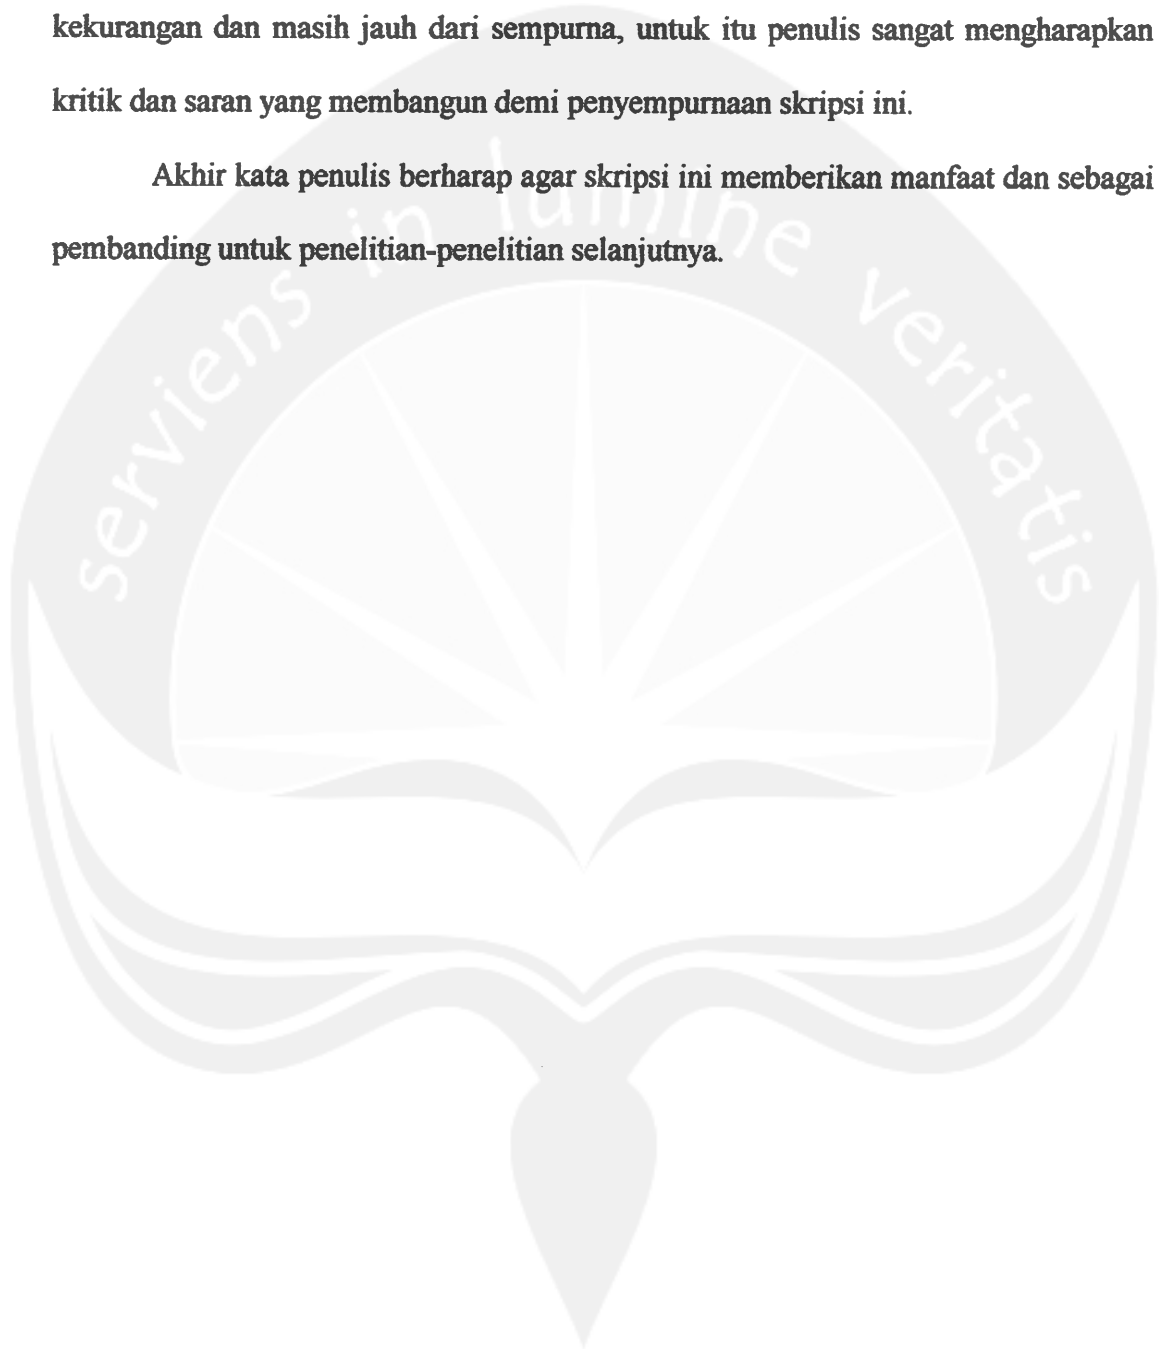 kekurangan dan masih jauh dari sempurna, untuk itu penulis sangat mengharapkan
kritik dan saran yang membangun demi penyempurnaan skripsi ini.
Akhir kata penulis berharap agar skripsi ini memberikan manfaat dan sebagai
pembanding untuk penelitian-penelitian selanjutnya.
serviens in lumine veritatis